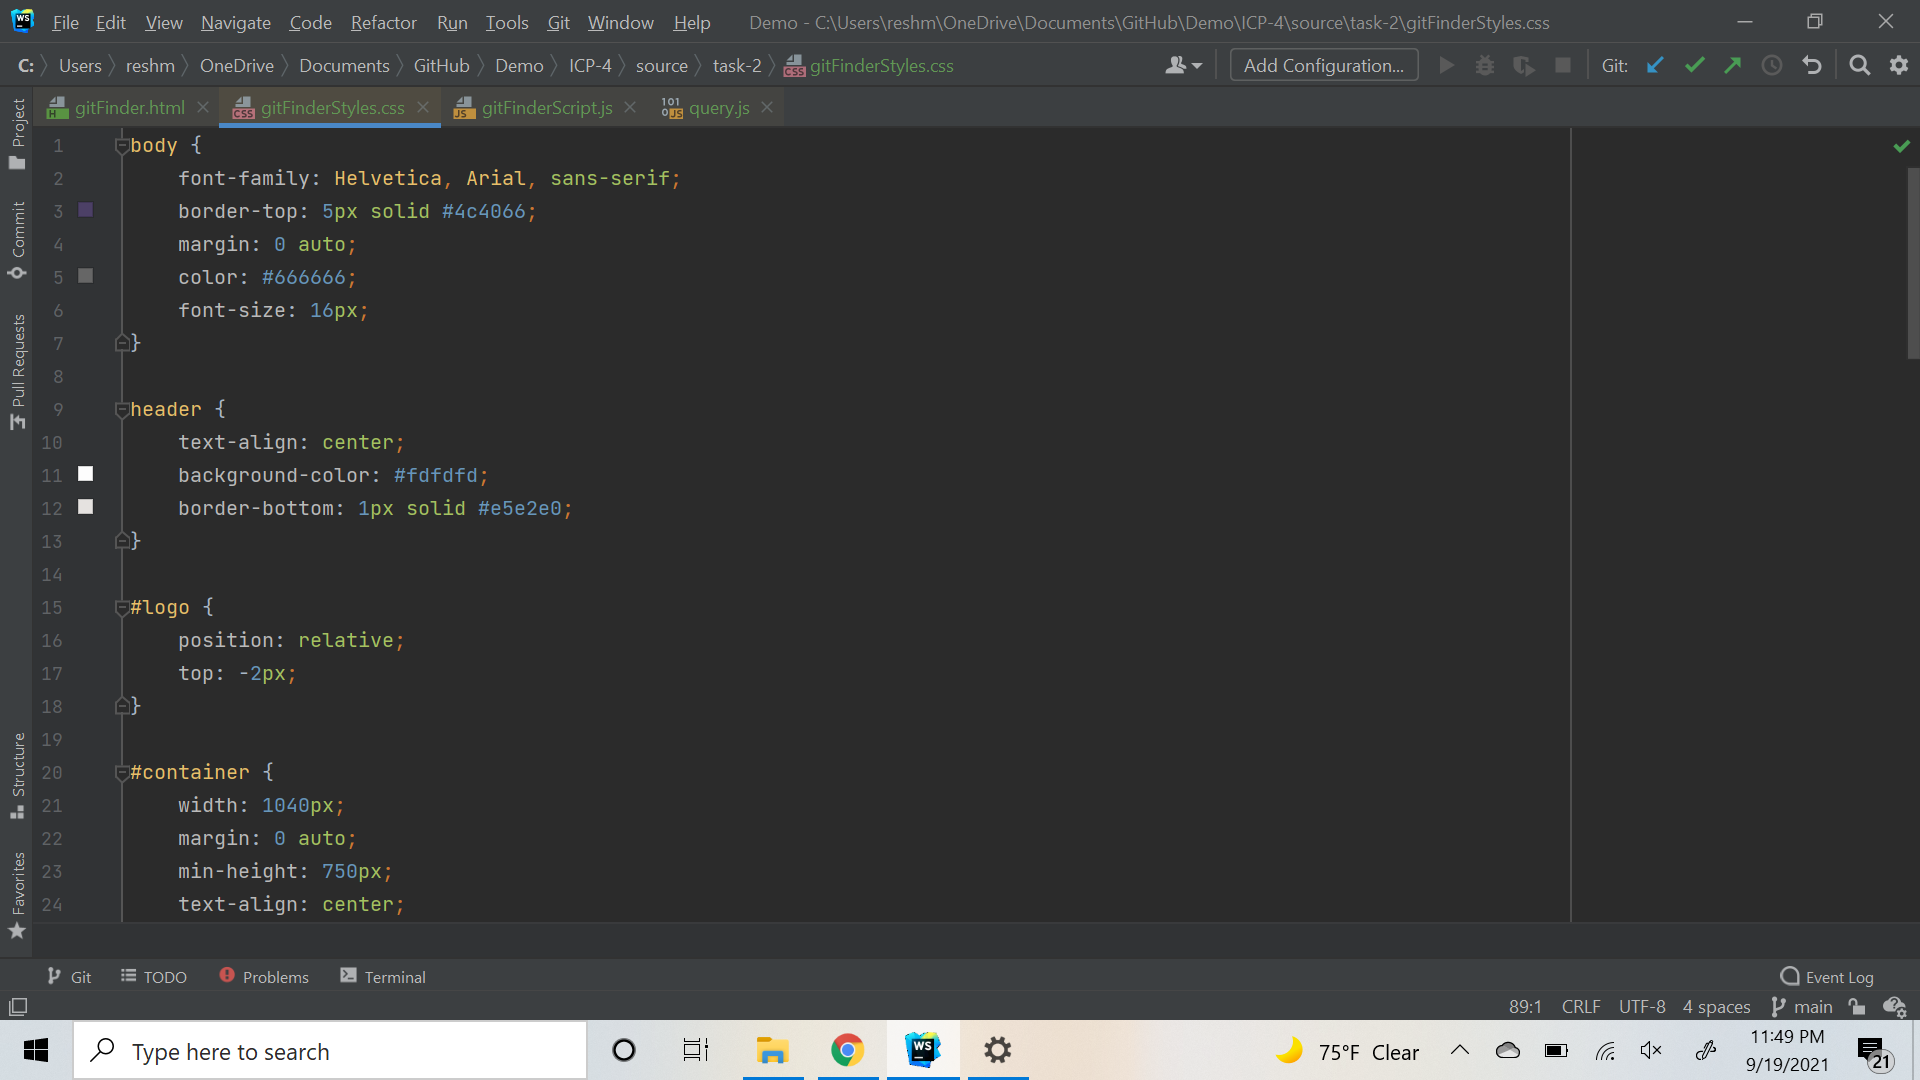 WS File Edit View Navigate Code Refactor Run Tools Git Window Help Demo - C:\Users\reshm\OneDrive\Documents\GitHub\Demo\ICP-4\source\task-2\gitFinderStyles.css
C: Users reshm OneDrive Documents GitHub Demo ICP-4 source task-2 CSS gitFinderStyles.css Add Configuration... Git:
H gitFinder.html CSS gitFinderStyles.css JS gitFinderScript.js 101 0 JS query.js
Project
Commit
Pull Requests
Structure
Favorites
1 body {
2 font-family: Helvetica, Arial, sans-serif;
3 border-top: 5px solid #4c4066;
4 margin: 0 auto;
5 color: #666666;
6 font-size: 16px;
7 }
8
9 header {
10 text-align: center;
11 background-color: #fdfdfd;
12 border-bottom: 1px solid #e5e2e0;
13 }
14
15 #logo {
16 position: relative;
17 top: -2px;
18 }
19
20 #container {
21 width: 1040px;
22 margin: 0 auto;
23 min-height: 750px;
24 text-align: center;
Git TODO Problems Terminal Event Log
89:1 CRLF UTF-8 4 spaces main
Type here to search WS 75°F Clear 11:49 PM
9/19/2021 21